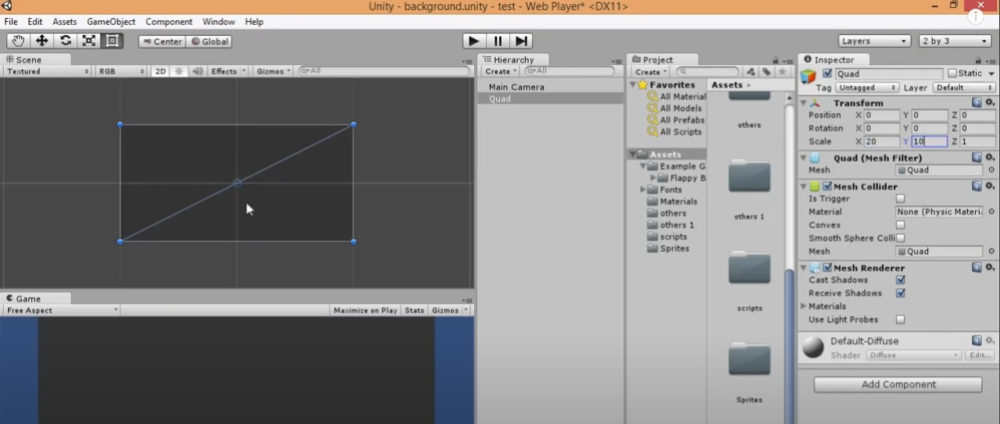 Unity - background.unity - test - Web Player* <DX11>
File Edit Assets GameObject Component Window Help
Center Global Layers 2 by 3
Scene
Textured RGB 2D Effects Gizmos All
Game
Free Aspect Maximize on Play Stats Gizmos
Hierarchy
Create All
Main Camera
Quad
Project
Create
Favorites
All Material
All Models
All Prefabs
All Scripts
Assets
Example G
Flappy B
Fonts
Materials
others
others 1
scripts
Sprites
Assets
others
others 1
scripts
Sprites
Inspector
Quad Static
Tag Untagged Layer Default
Transform
Position X 0 Y 0 Z 0
Rotation X 0 Y 0 Z 0
Scale X 20 Y 10 Z 1
Quad (Mesh Filter)
Mesh Quad
Mesh Collider
Is Trigger
Material None (Physic Materi
Convex
Smooth Sphere Colli
Mesh Quad
Mesh Renderer
Cast Shadows
Receive Shadows
Materials
Use Light Probes
Default-Diffuse
Shader Diffuse Edit...
Add Component